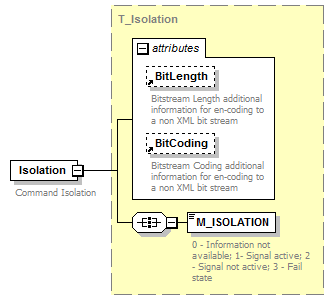 T_Isolation
attributes
BitLength
Bitstream Length additional
information for en-coding to
a non XML bit stream
BitCoding
Bitstream Coding additional
information for en-coding to
a non XML bit stream
Isolation
Command Isolation
M_ISOLATION
0 - Information not
available; 1- Signal active; 2
- Signal not active; 3 - Fail
state